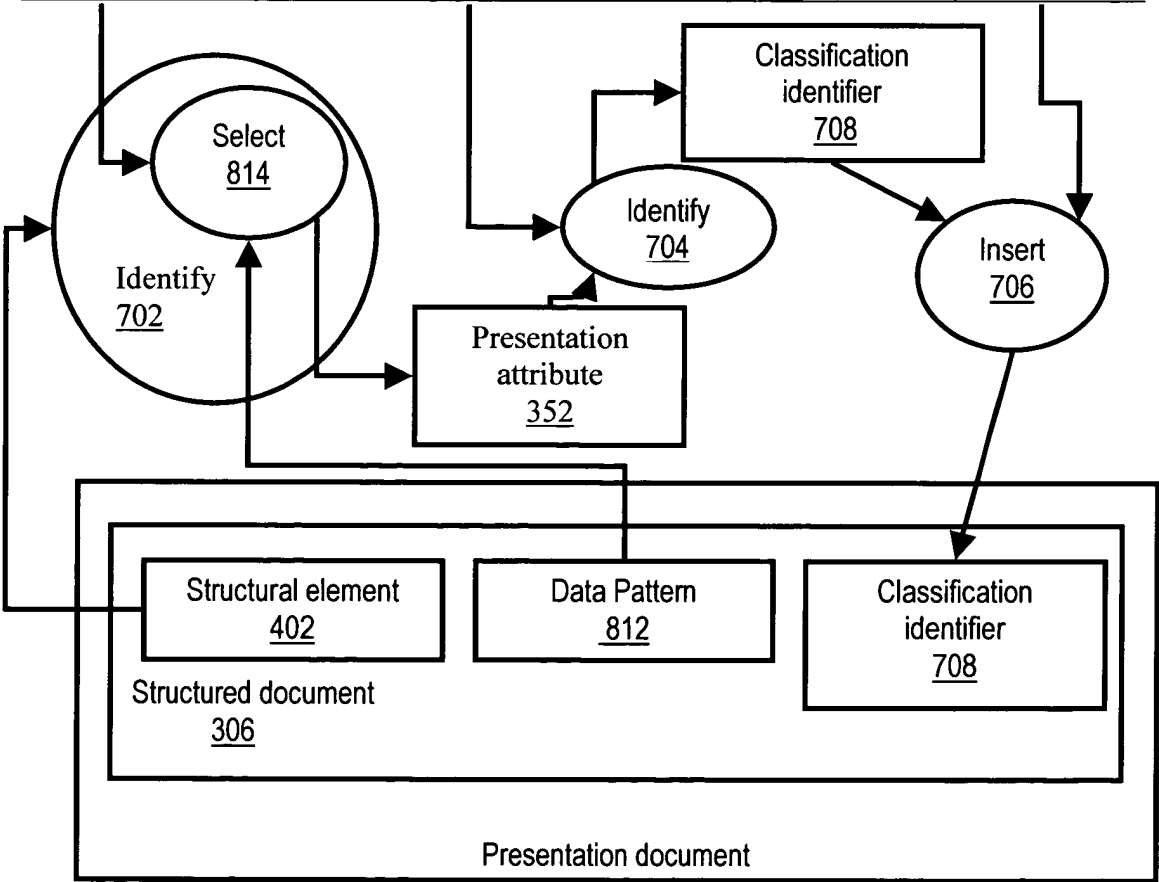 Classification
identifier
708
Select
814
Identify
704
Insert
706
Identify
702
Presentation
attribute
352
Structural element
402
Data Pattern
812
Classification
identifier
708
Structured document
306
Presentation document